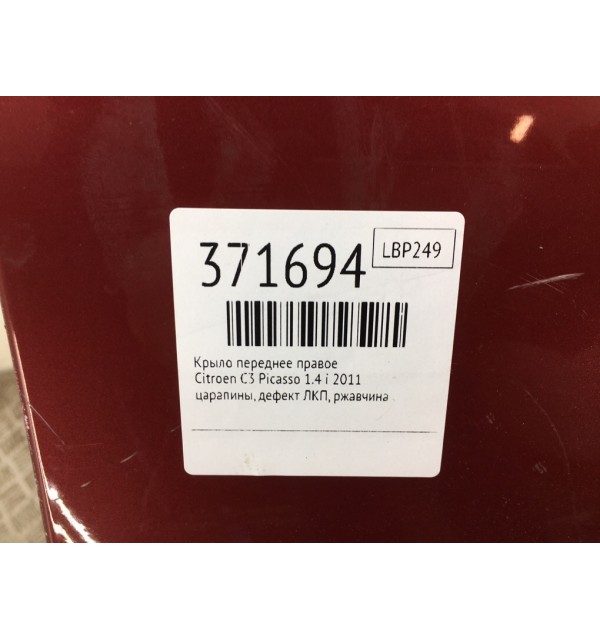 371694
LBP249
Крыло переднее правое
Citroen C3 Picasso 1.4 i 2011
царапины, дефект ЛКП, ржавчина